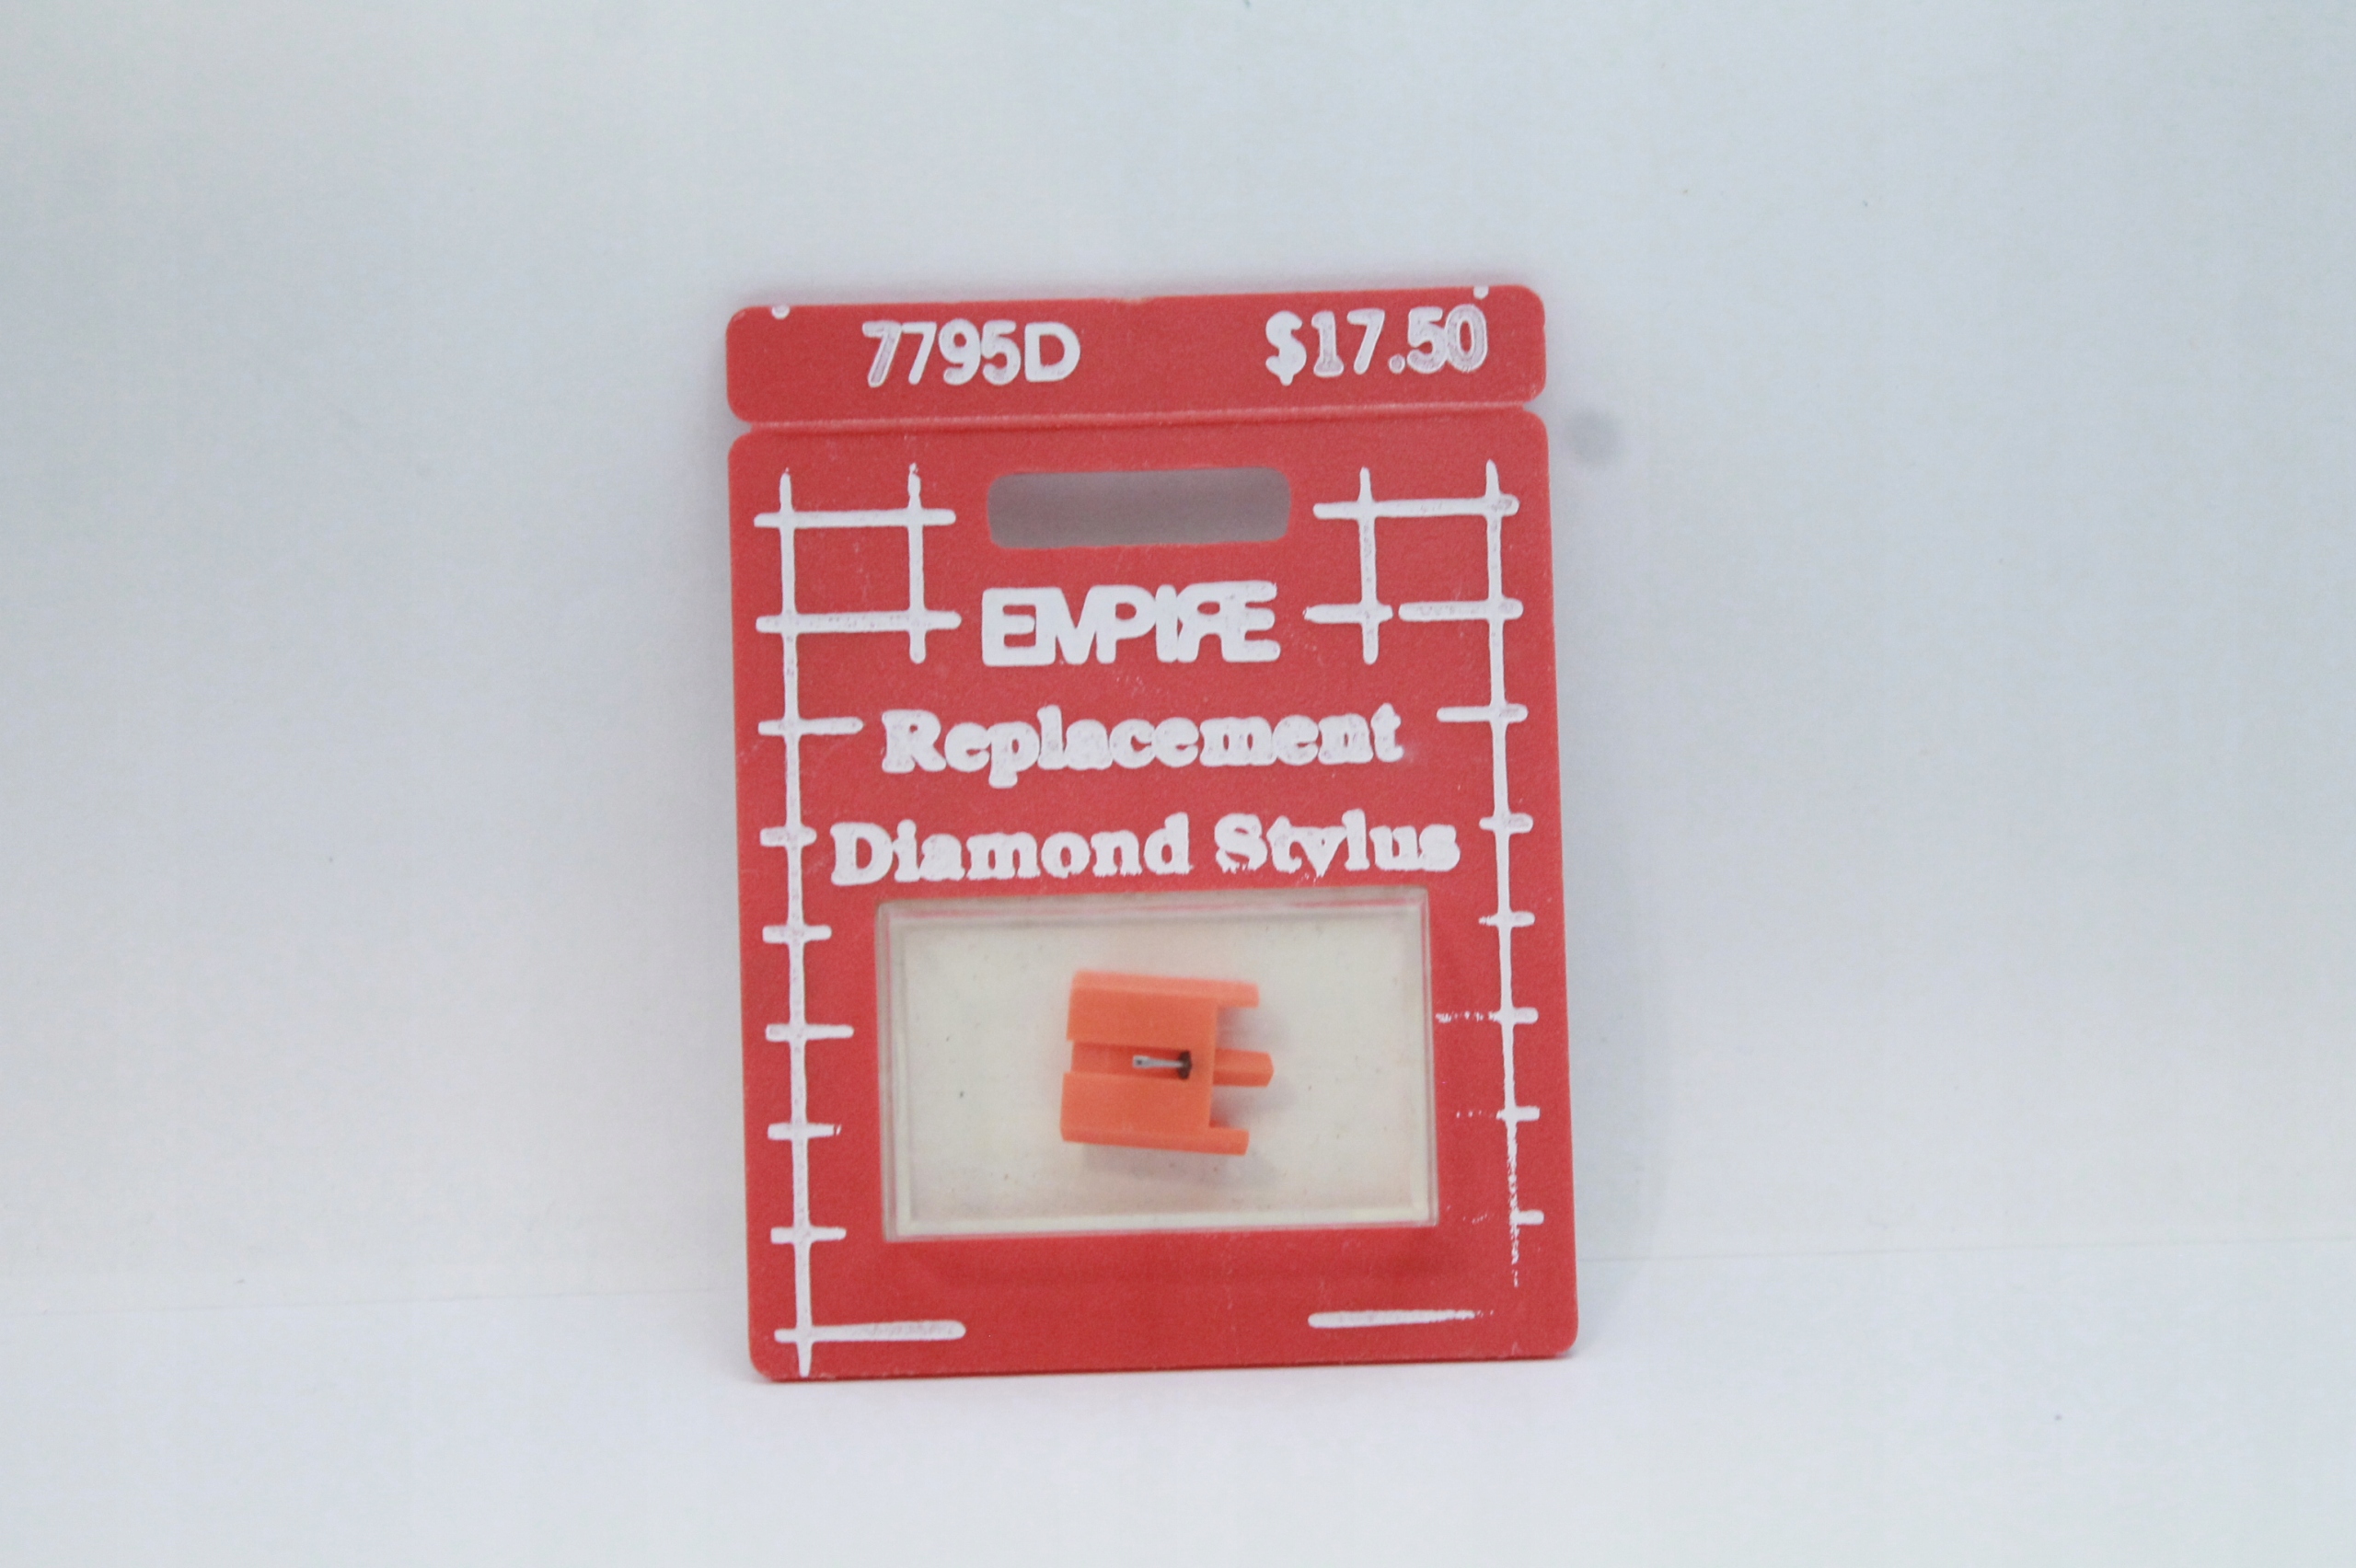 7795D $17.50
EMPIRE
Replacement
Diamond Stylus